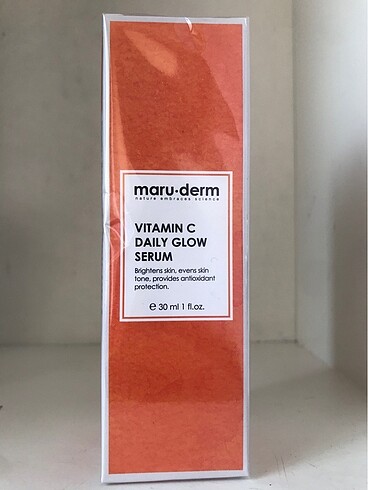 maru·derm
nature embraces science
VITAMIN C
DAILY GLOW
SERUM
Brightens skin, evens skin
tone, provides antioxidant
protection.
℮ 30 ml 1 fl.oz.